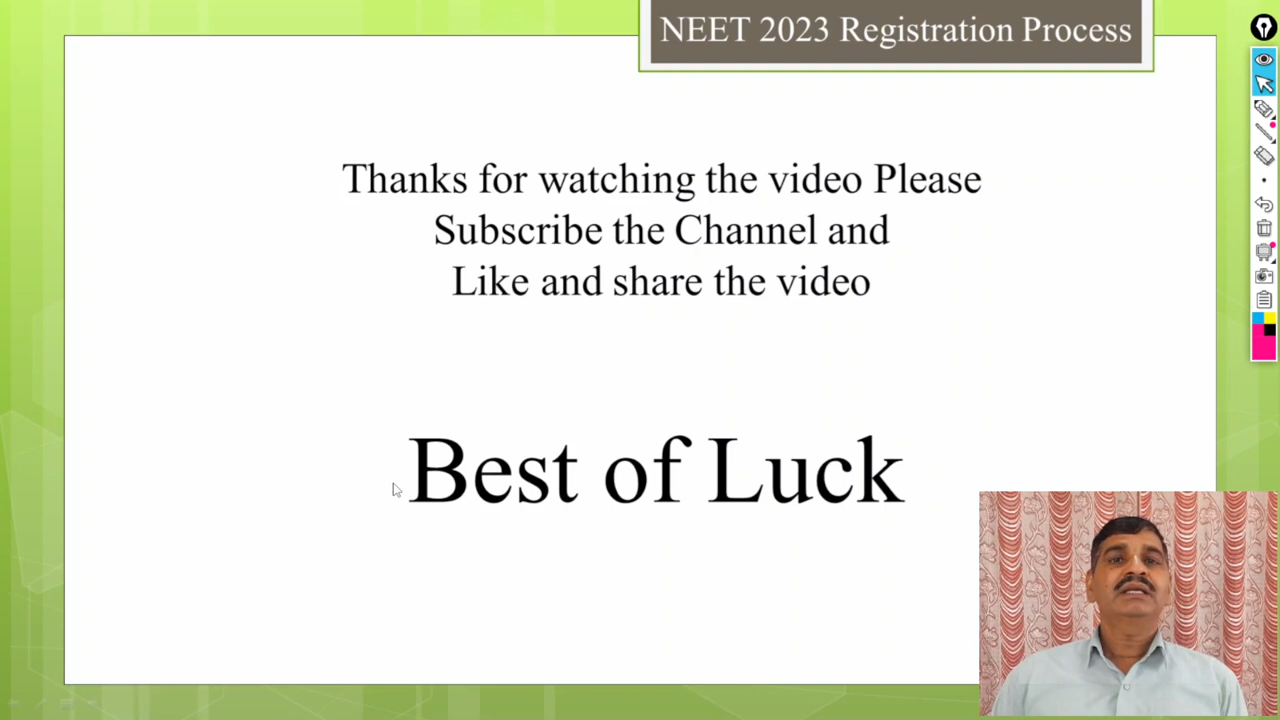 NEET 2023 Registration Process
Thanks for watching the video Please
Subscribe the Channel and
Like and share the video
Best of Luck